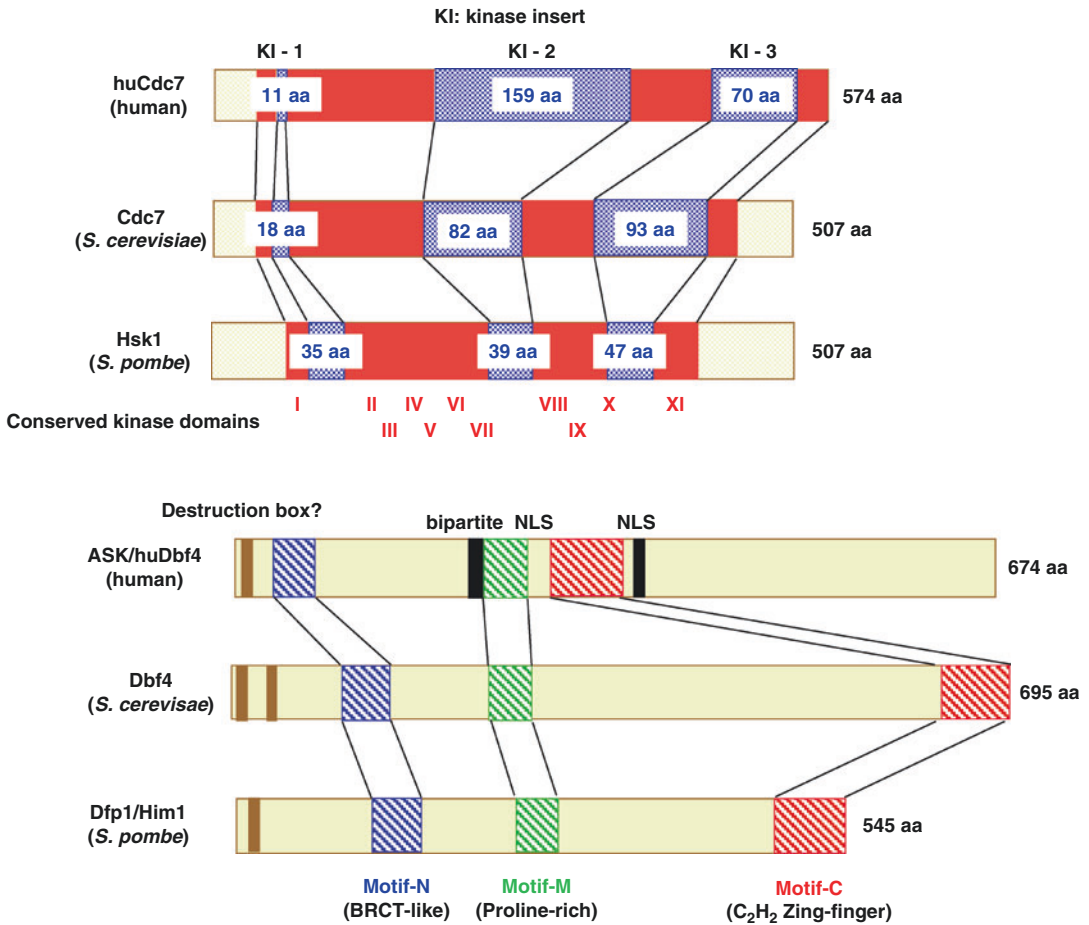 KI: kinase insert
KI - 1 KI - 2 KI - 3
huCdc7
(human)
11 aa 159 aa 70 aa 574 aa
Cdc7
(S. cerevisiae)
18 aa 82 aa 93 aa 507 aa
Hsk1
(S. pombe)
35 aa 39 aa 47 aa 507 aa
Conserved kinase domains
I II IV VI VIII X XI
III V VII IX
Destruction box?
bipartite NLS NLS
ASK/huDbf4
(human)
674 aa
Dbf4
(S. cerevisae)
695 aa
Dfp1/Him1
(S. pombe)
545 aa
Motif-N Motif-M Motif-C
(BRCT-like) (Proline-rich) (C₂H₂ Zing-finger)